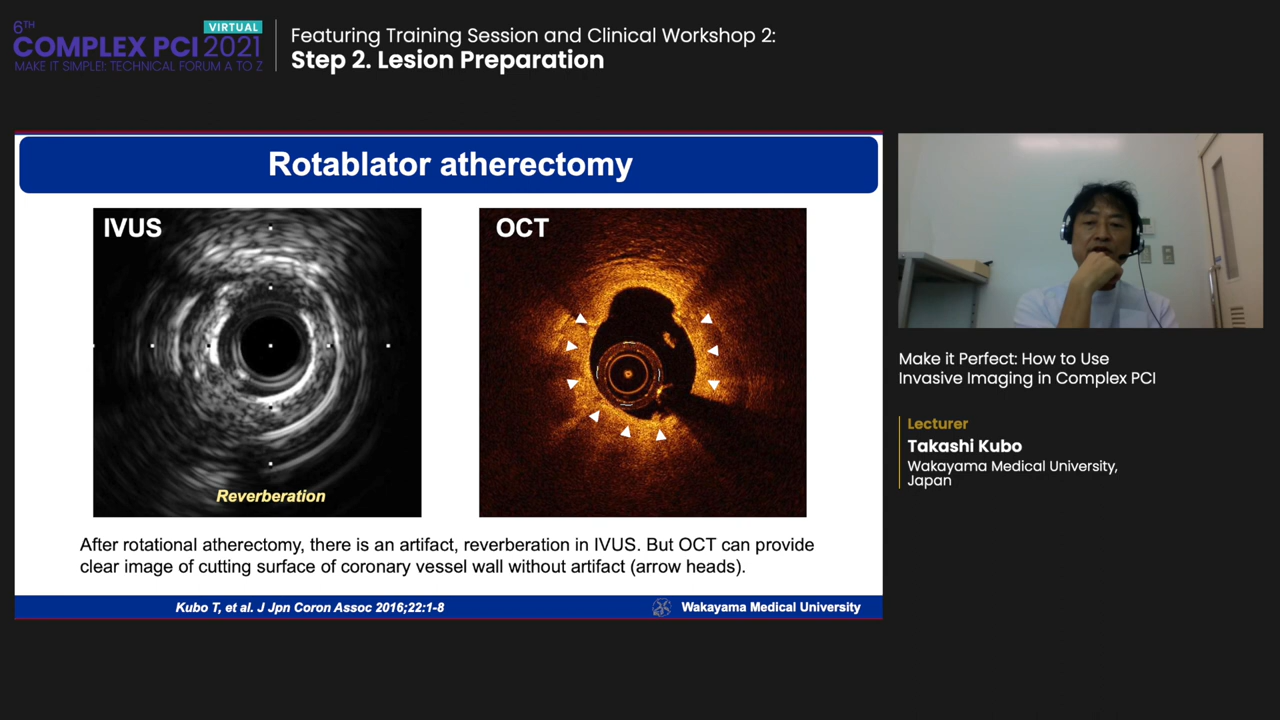 6TH
VIRTUAL
COMPLEX PCI 2021
MAKE IT SIMPLE!: TECHNICAL FORUM A TO Z
Featuring Training Session and Clinical Workshop 2:
Step 2. Lesion Preparation
Rotablator atherectomy
IVUS
OCT
Reverberation
After rotational atherectomy, there is an artifact, reverberation in IVUS. But OCT can provide
clear image of cutting surface of coronary vessel wall without artifact (arrow heads).
Kubo T, et al. J Jpn Coron Assoc 2016;22:1-8
Wakayama Medical University
Make it Perfect: How to Use
Invasive Imaging in Complex PCI
Lecturer
Takashi Kubo
Wakayama Medical University,
Japan